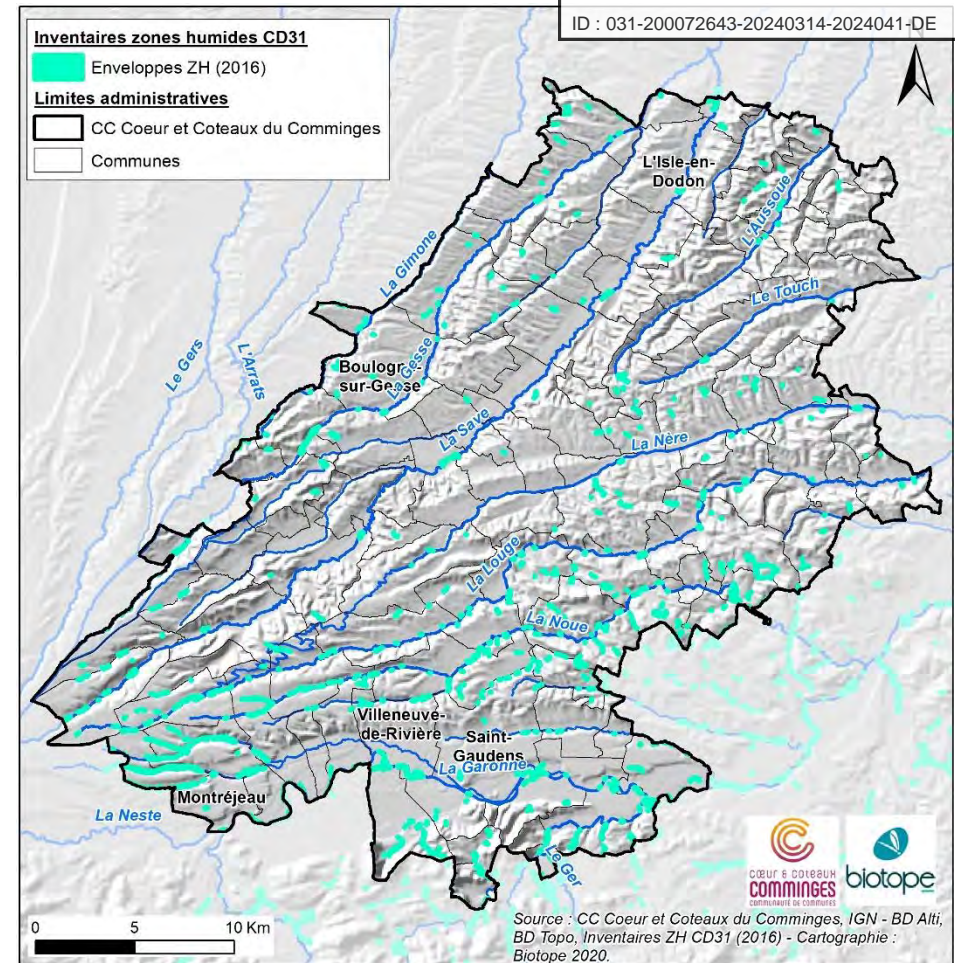 ID : 031-200072643-20240314-2024041-DE
Inventaires zones humides CD31
Enveloppes ZH (2016)
Limites administratives
CC Coeur et Coteaux du Comminges
Communes
N
L'Isle-en-
Dodon
L'Aussoue
La Gimone
Le Touch
Le Gers
L'Arrats
Boulogne-
sur-Gesse
La Gesse
La Save
La Nère
La Louge
La Noue
Villeneuve-
de-Rivière
Saint-
Gaudens
La Garonne
Montréjeau
La Neste
Le Ger
cœur & coteaux
COMMINGES
COMMUNAUTÉ DE COMMUNES
biotope
0 5 10 Km
Source : CC Coeur et Coteaux du Comminges, IGN - BD Alti,
BD Topo, Inventaires ZH CD31 (2016) - Cartographie :
Biotope 2020.